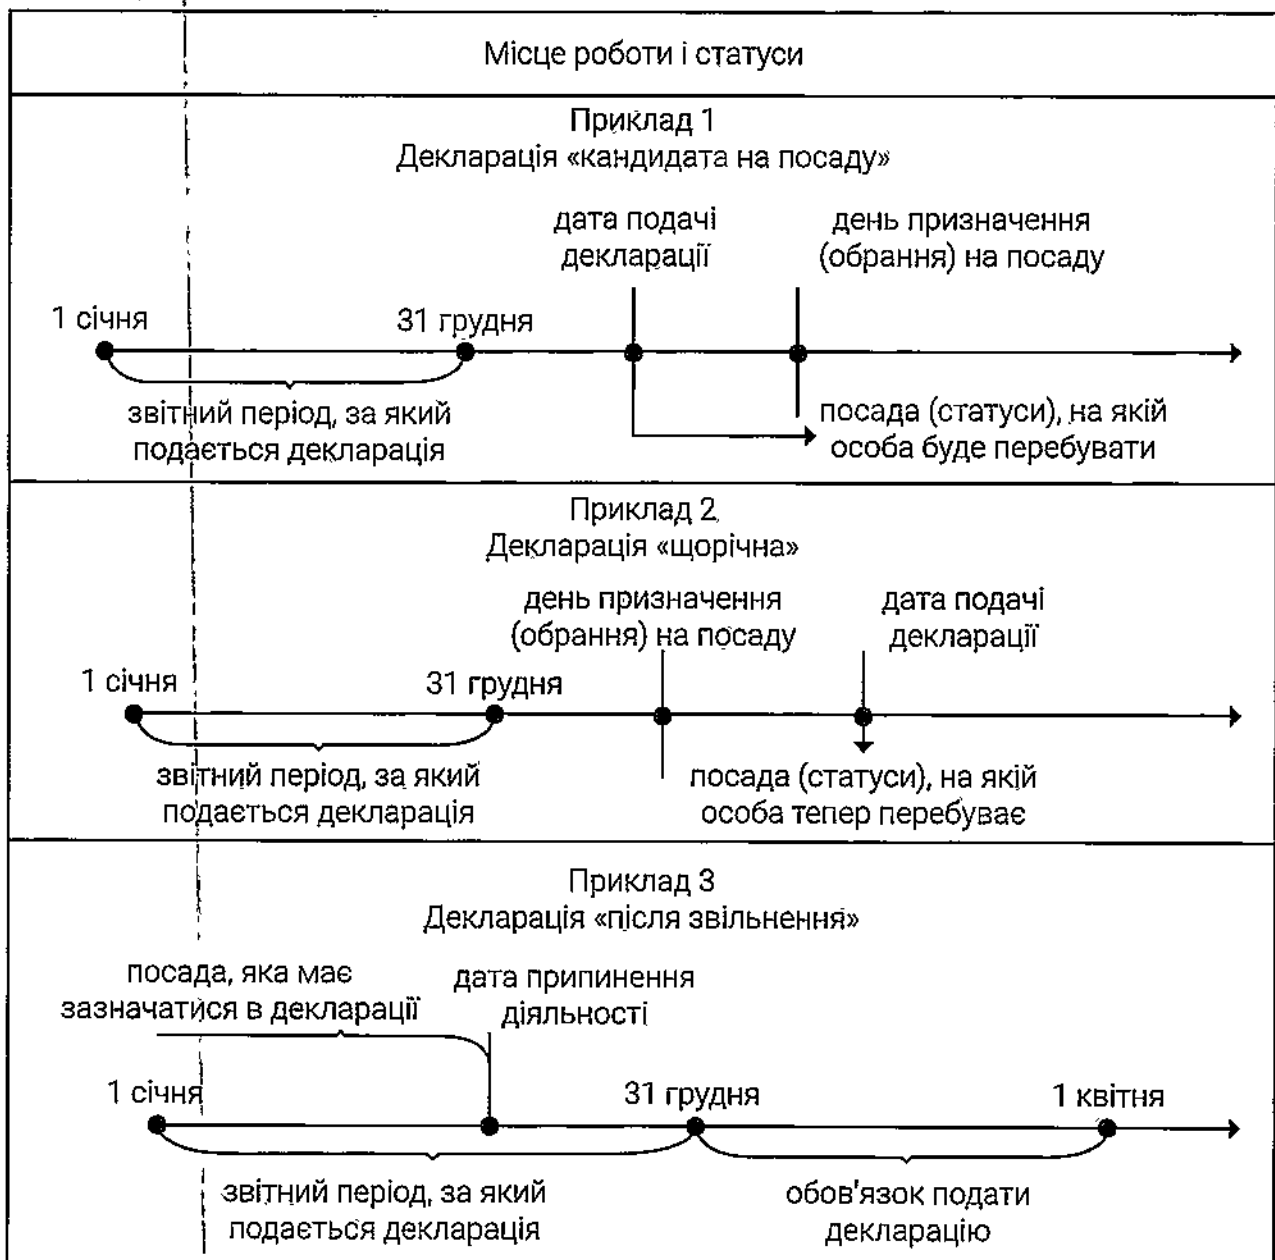 Місце роботи і статуси
Приклад 1
Декларація «кандидата на посаду»
дата подачі
декларації
день призначення
(обрання) на посаду
1 січня
31 грудня
звітний період, за який
подається декларація
посада (статуси), на якій
особа буде перебувати
Приклад 2
Декларація «щорічна»
день призначення
(обрання) на посаду
дата подачі
декларації
1 січня
31 грудня
звітний період, за який
подається декларація
посада (статуси), на якій
особа тепер перебуває
Приклад 3
Декларація «після звільнення»
посада, яка має
зазначатися в декларації
дата припинення
діяльності
1 січня
31 грудня
1 квітня
звітний період, за який
подається декларація
обов'язок подати
декларацію